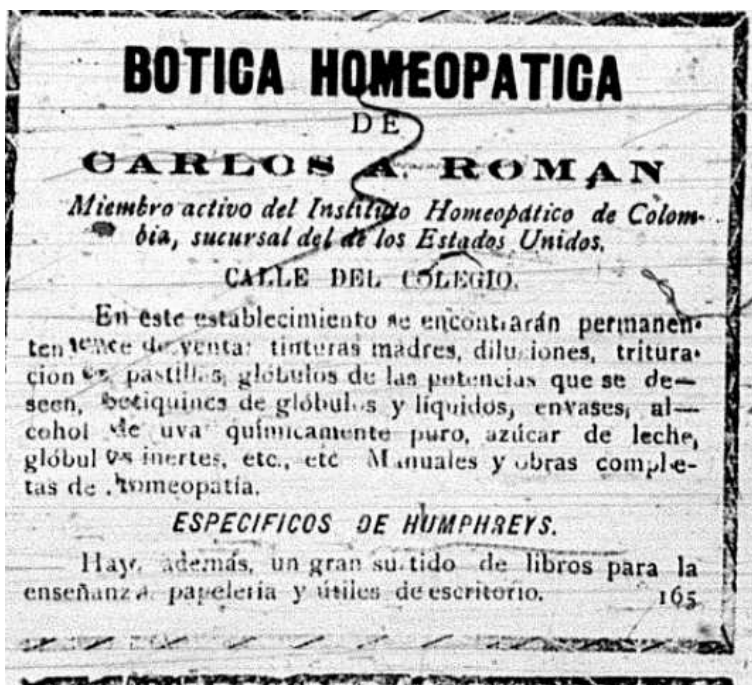 BOTICA HOMEOPATICA
DE
CARLOS A. ROMAN
Miembro activo del Instituto Homeopático de Colom-
bia, sucursal del de los Estados Unidos.
CALLE DEL COLEGIO.
En este establecimiento se encontrarán permanen-
temente de venta: tinturas madres, diluciones, tritura-
ciones, pastillas, glóbulos de las potencias que se de-
seen, botiquines de glóbulos y líquidos, envases, al-
cohol de uva químicamente puro, azúcar de leche,
glóbulos inertes, etc., etc Manuales y obras comple-
tas de homeopatía.
ESPECIFICOS DE HUMPHREYS.
Hay, además, un gran surtido de libros para la
enseñanza, papelería y útiles de escritorio. 165